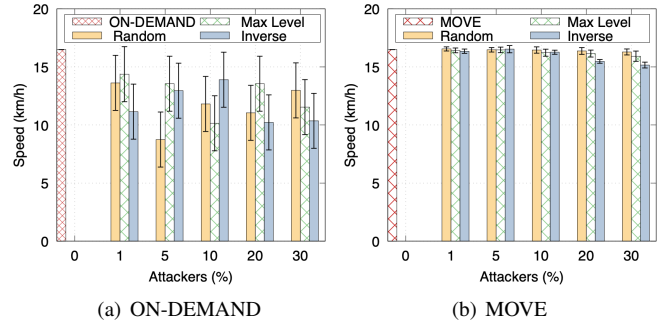 ON-DEMAND Max Level
Random Inverse
Speed (km/h)
20
15
10
5
0
0 1 5 10 20 30
Attackers (%)
(a) ON-DEMAND
MOVE Max Level
Random Inverse
Speed (km/h)
20
15
10
5
0
0 1 5 10 20 30
Attackers (%)
(b) MOVE